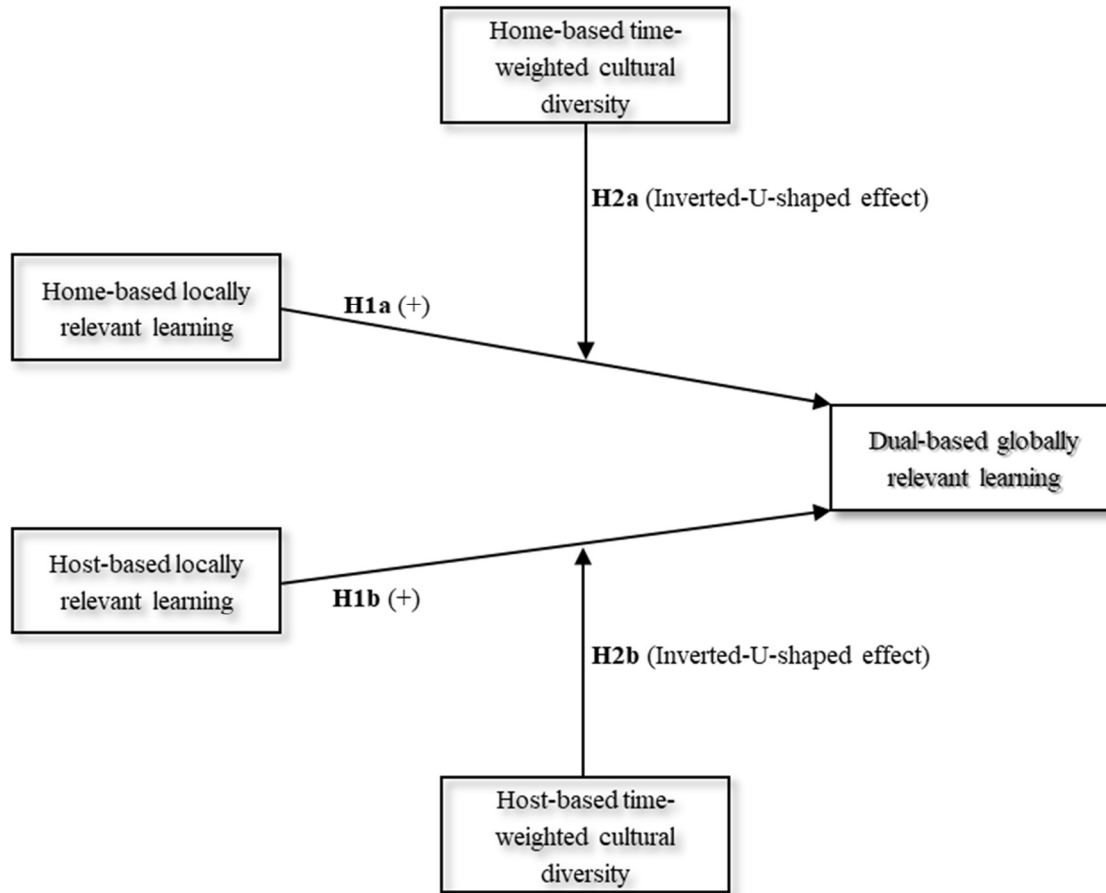 Home-based time-
weighted cultural
diversity
H2a (Inverted-U-shaped effect)
Home-based locally
relevant learning
H1a (+)
Dual-based globally
relevant learning
Host-based locally
relevant learning
H1b (+)
H2b (Inverted-U-shaped effect)
Host-based time-
weighted cultural
diversity